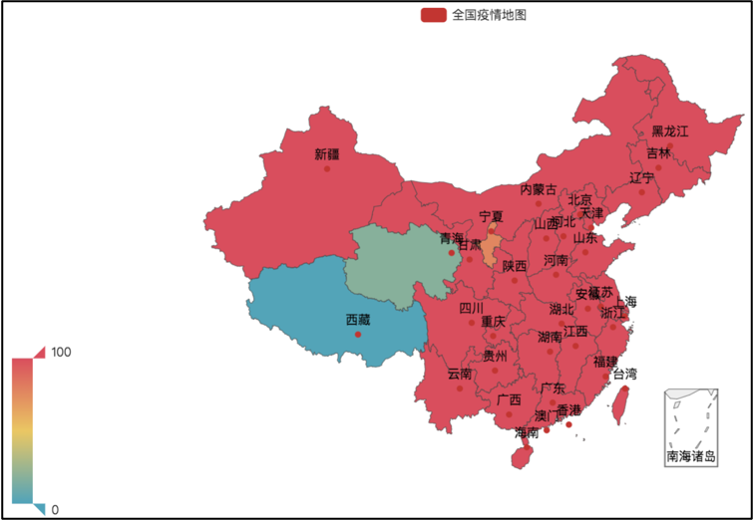 全国疫情地图
黑龙江
吉林
新疆
辽宁
内蒙古
北京
天津
宁夏
山西
河北
青海
甘肃
山东
陕西
河南
安徽
江苏
上海
四川
湖北
浙江
西藏
重庆
湖南
江西
100
贵州
福建
云南
台湾
广东
广西
香港
澳门
海南
南海诸岛
0